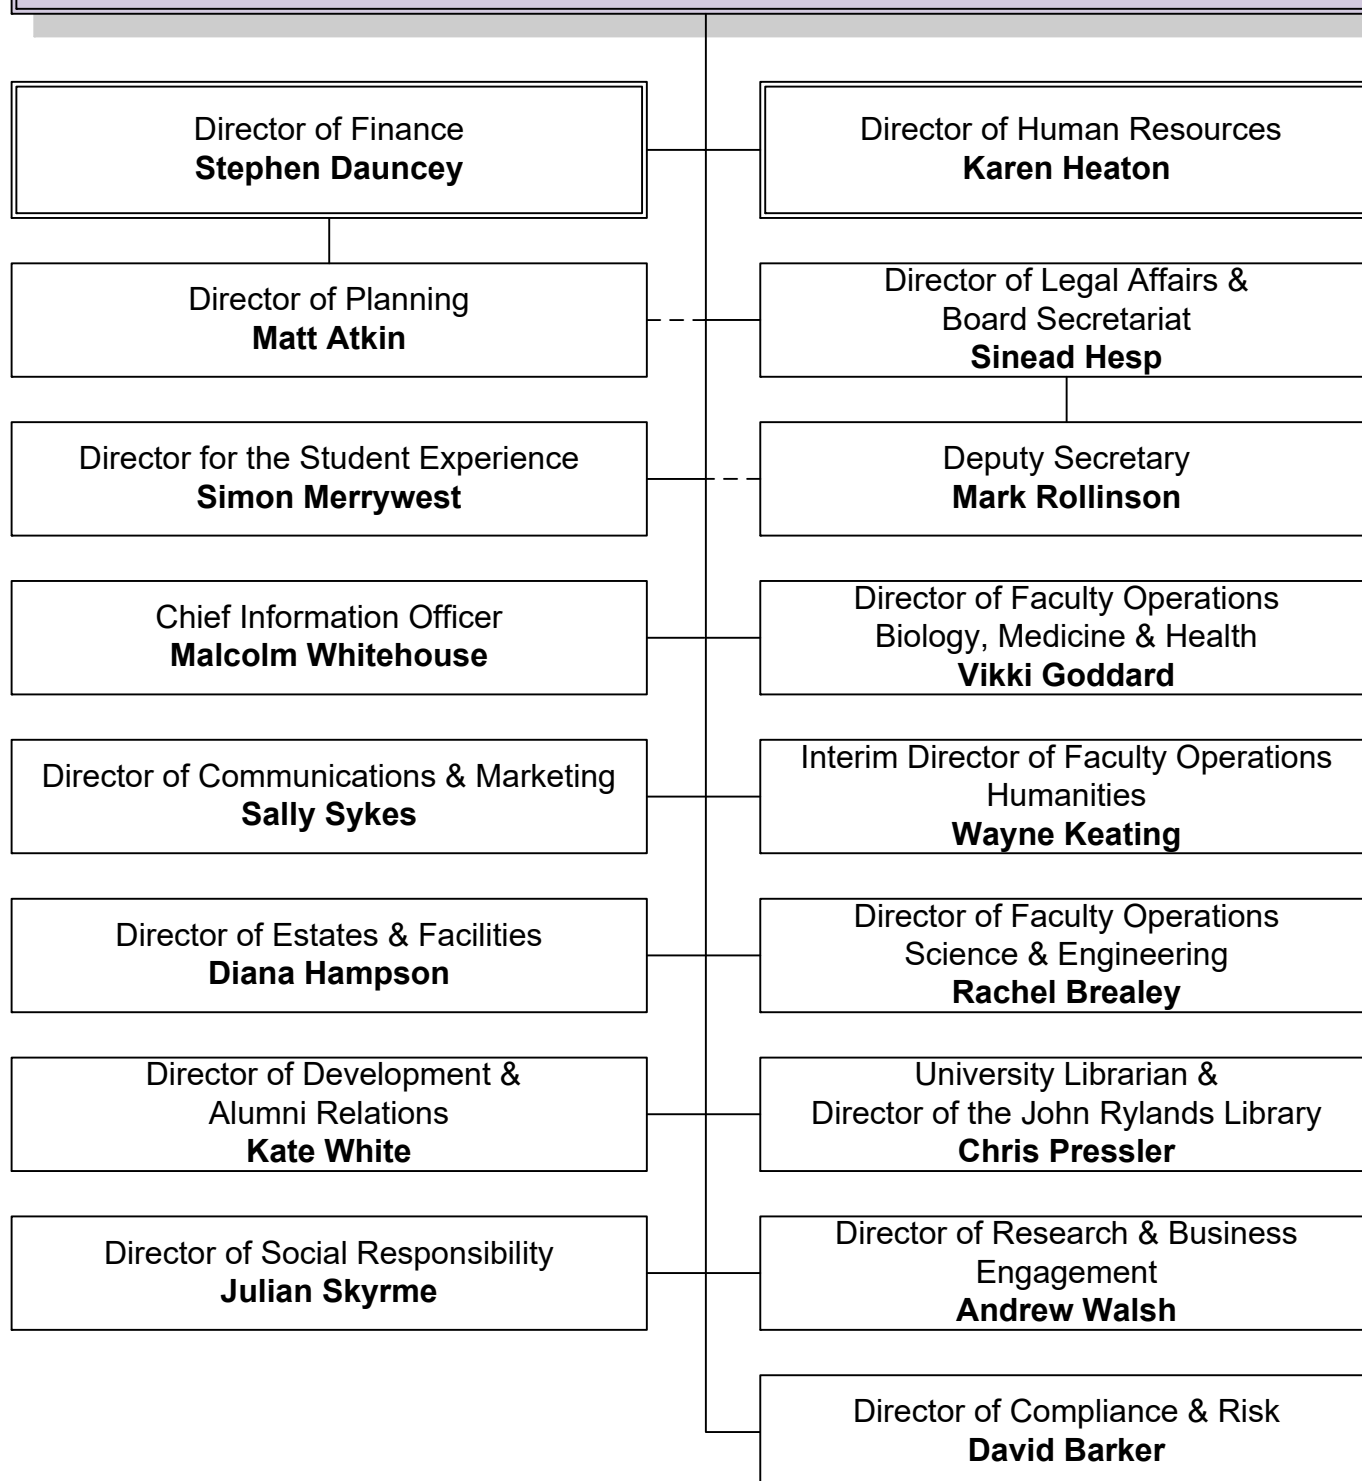 Director of Finance
Stephen Dauncey
Director of Human Resources
Karen Heaton
Director of Planning
Matt Atkin
Director of Legal Affairs &
Board Secretariat
Sinead Hesp
Director for the Student Experience
Simon Merrywest
Deputy Secretary
Mark Rollinson
Chief Information Officer
Malcolm Whitehouse
Director of Faculty Operations
Biology, Medicine & Health
Vikki Goddard
Director of Communications & Marketing
Sally Sykes
Interim Director of Faculty Operations
Humanities
Wayne Keating
Director of Estates & Facilities
Diana Hampson
Director of Faculty Operations
Science & Engineering
Rachel Brealey
Director of Development &
Alumni Relations
Kate White
University Librarian &
Director of the John Rylands Library
Chris Pressler
Director of Social Responsibility
Julian Skyrme
Director of Research & Business
Engagement
Andrew Walsh
Director of Compliance & Risk
David Barker